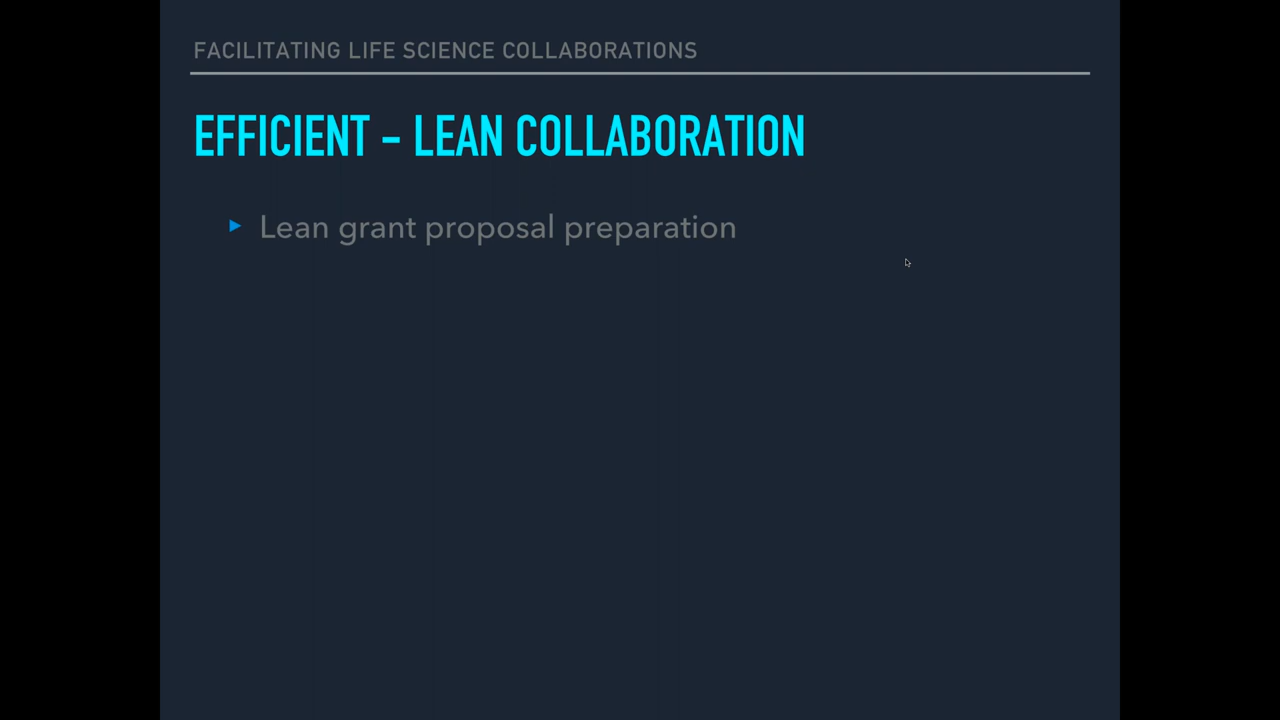 FACILITATING LIFE SCIENCE COLLABORATIONS
EFFICIENT - LEAN COLLABORATION
Lean grant proposal preparation